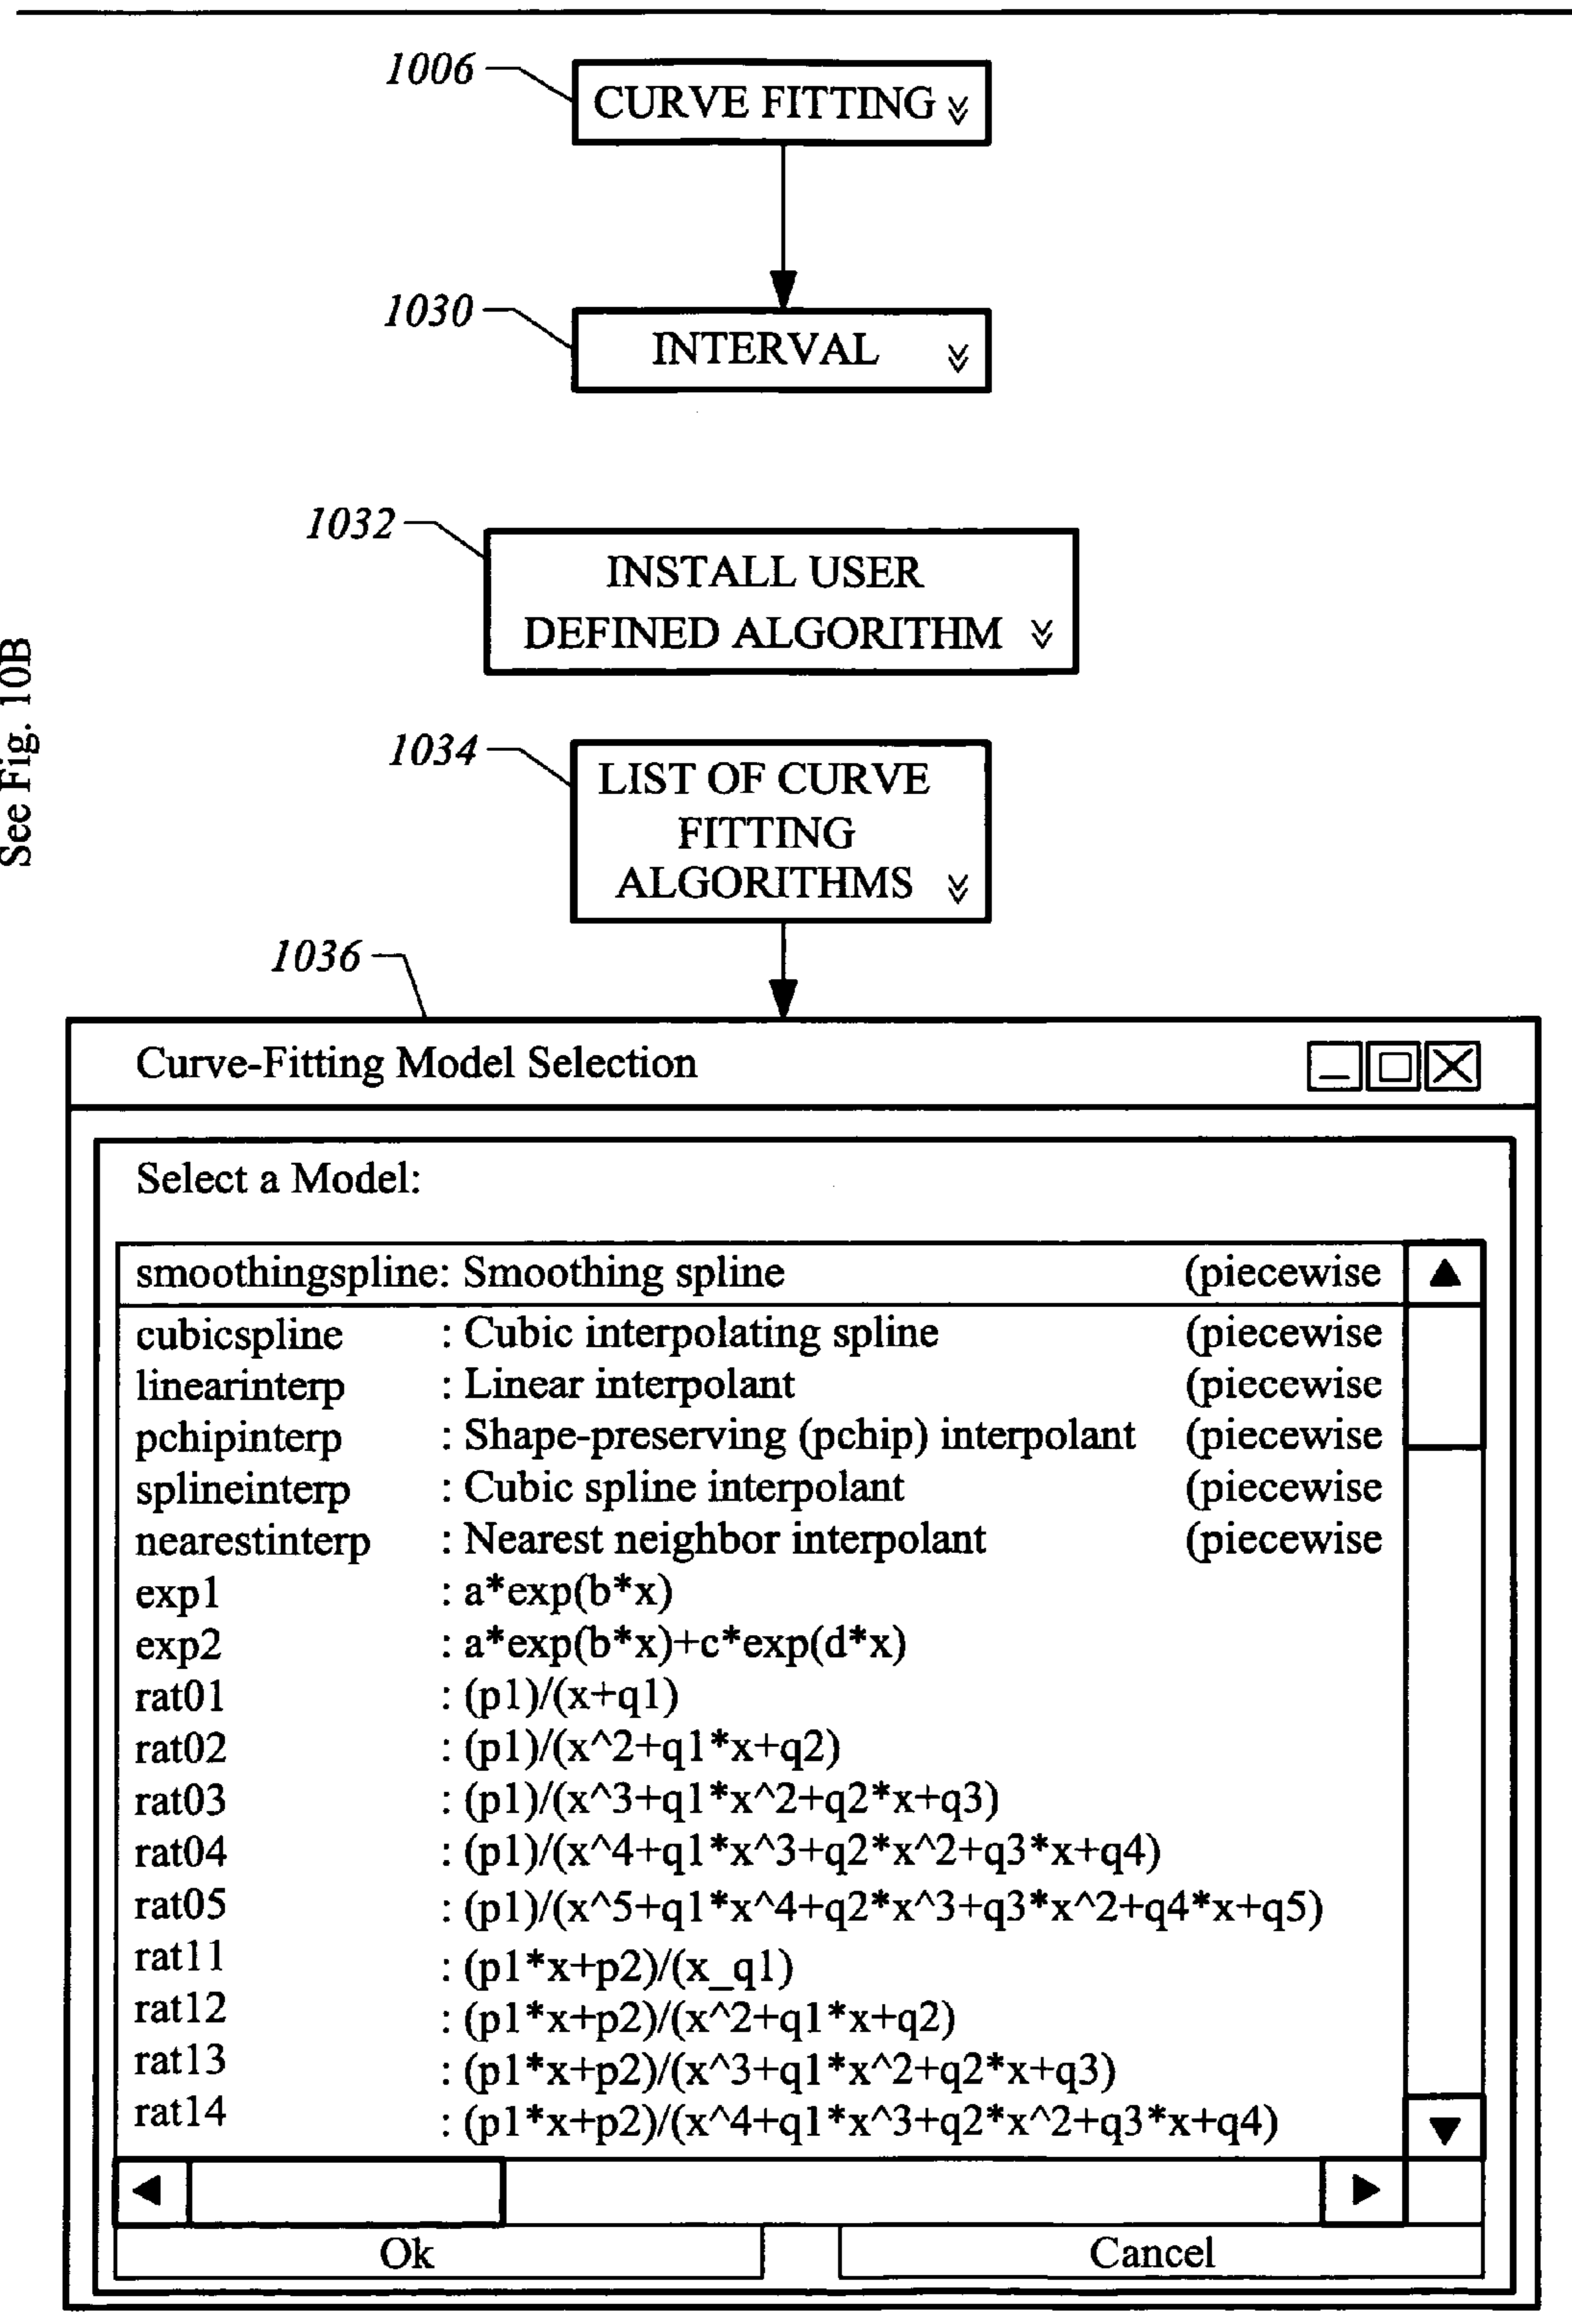 1006
CURVE FITTING
1030
INTERVAL
1032
INSTALL USER
DEFINED ALGORITHM
See Fig. 10B
1034
LIST OF CURVE
FITTING
ALGORITHMS
1036
Curve-Fitting Model Selection
Select a Model:
smoothingspline: Smoothing spline (piecewise
cubicspline : Cubic interpolating spline (piecewise
linearinterp : Linear interpolant (piecewise
pchipinterp : Shape-preserving (pchip) interpolant (piecewise
splineinterp : Cubic spline interpolant (piecewise
nearestinterp : Nearest neighbor interpolant (piecewise
exp1 : a*exp(b*x)
exp2 : a*exp(b*x)+c*exp(d*x)
rat01 : (p1)/(x+q1)
rat02 : (p1)/(x^2+q1*x+q2)
rat03 : (p1)/(x^3+q1*x^2+q2*x+q3)
rat04 : (p1)/(x^4+q1*x^3+q2*x^2+q3*x+q4)
rat05 : (p1)/(x^5+q1*x^4+q2*x^3+q3*x^2+q4*x+q5)
rat11 : (p1*x+p2)/(x_q1)
rat12 : (p1*x+p2)/(x^2+q1*x+q2)
rat13 : (p1*x+p2)/(x^3+q1*x^2+q2*x+q3)
rat14 : (p1*x+p2)/(x^4+q1*x^3+q2*x^2+q3*x+q4)
Ok Cancel